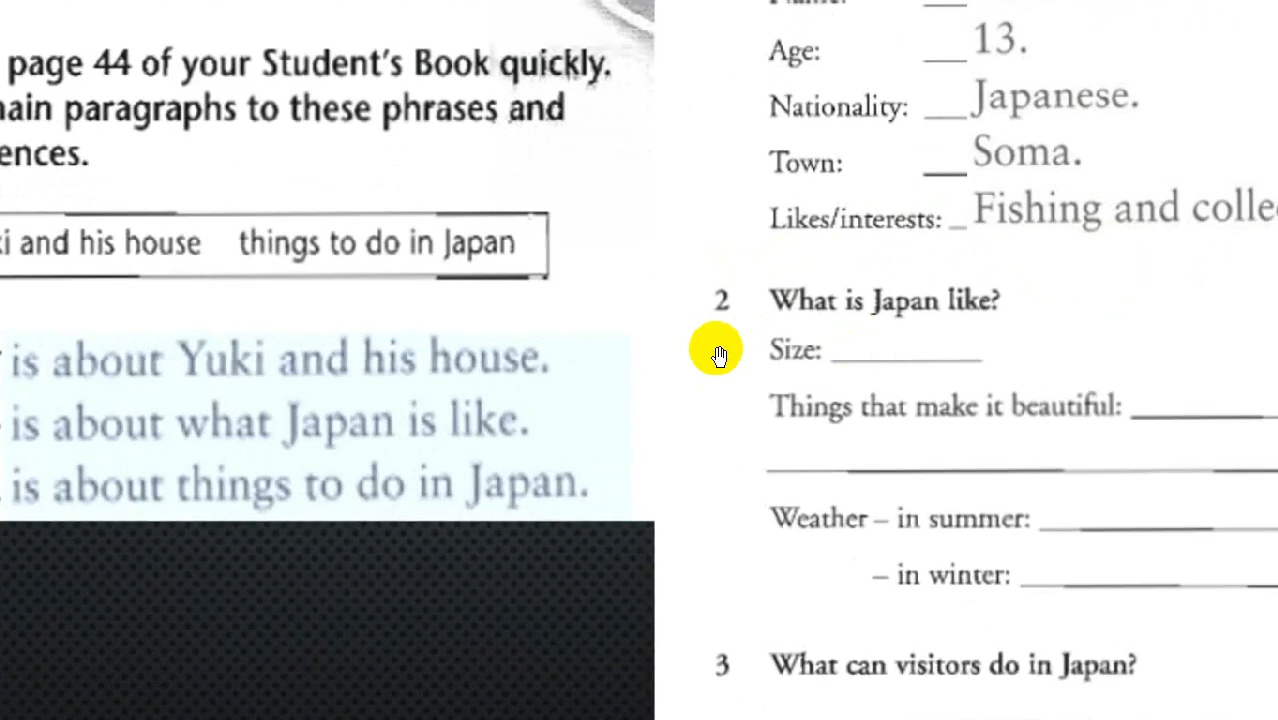 page 44 of your Student's Book quickly.
main paragraphs to these phrases and
and his house things to do in Japan
is about Yuki and his house.
is about what Japan is like.
is about things to do in Japan.
Age: 13.
Nationality: Japanese.
Town: Soma.
Likes/interests: Fishing and
2 What is Japan like?
Size:
Things that make it beautiful:
Weather – in summer:
– in winter:
3 What can visitors do in Japan?